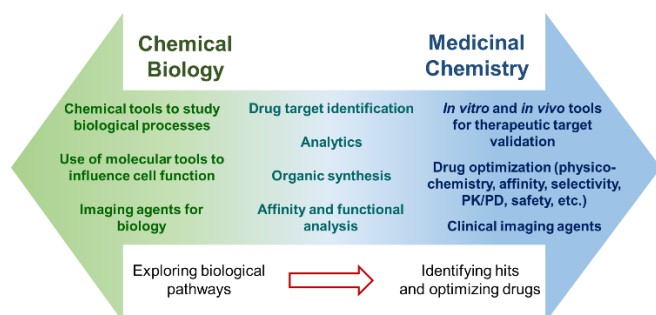 Chemical
Biology
Medicinal
Chemistry
Chemical tools to study
biological processes
Use of molecular tools to
influence cell function
Imaging agents for
biology
Drug target identification
Analytics
Organic synthesis
Affinity and functional
analysis
In vitro and in vivo tools
for therapeutic target
validation
Drug optimization (physico-
chemistry, affinity, selectivity,
PK/PD, safety, etc.)
Clinical imaging agents
Exploring biological
pathways
Identifying hits
and optimizing drugs